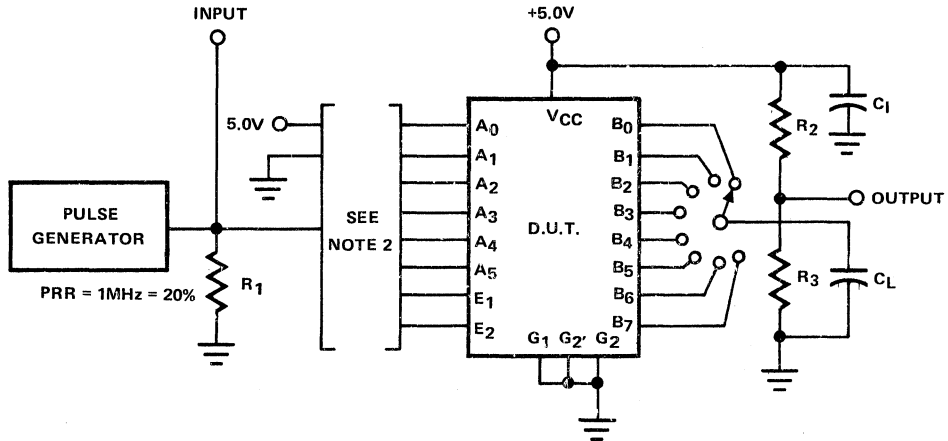 INPUT
+5.0V
5.0V
PULSE
GENERATOR
PRR = 1MHz = 20%
R1
SEE
NOTE 2
A0
A1
A2
A3
A4
A5
E1
E2
VCC
D.U.T.
B0
B1
B2
B3
B4
B5
B6
B7
G1 G2' G2
R2
CI
OUTPUT
R3
CL